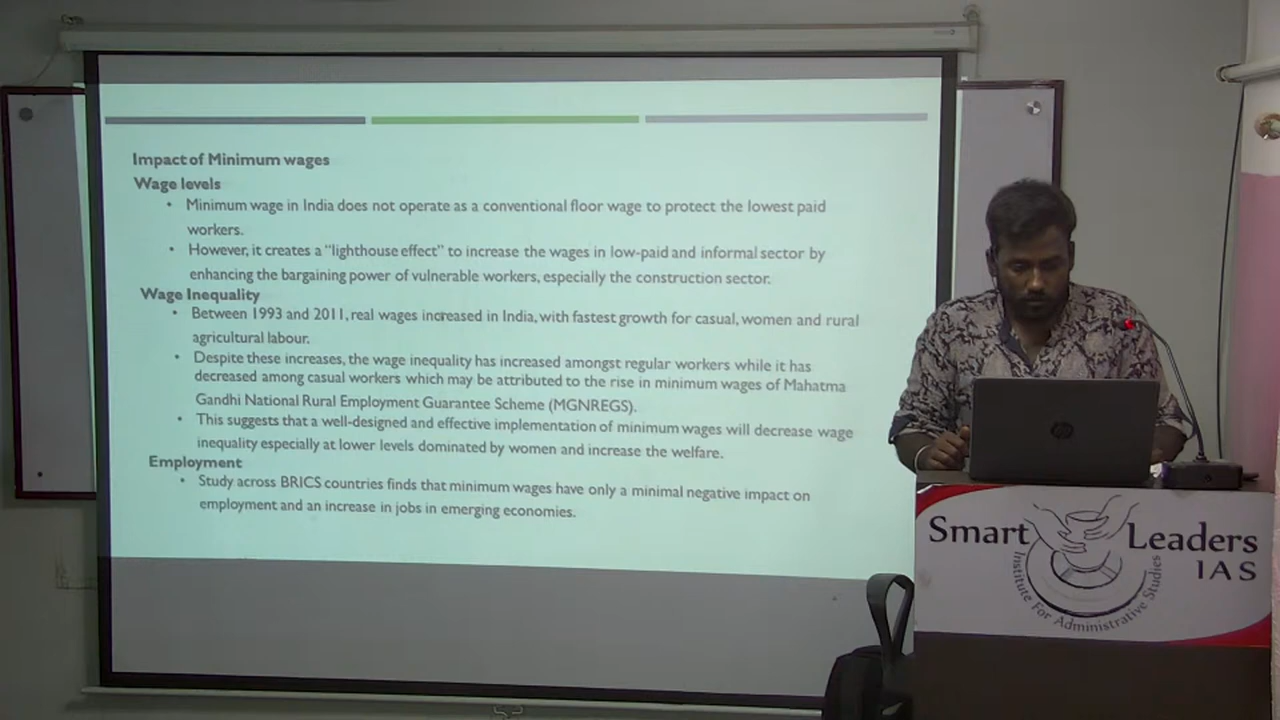 Impact of Minimum wages
Wage levels
• Minimum wage in India does not operate as a conventional floor wage to protect the lowest paid
workers.
• However, it creates a “lighthouse effect” to increase the wages in low-paid and informal sector by
enhancing the bargaining power of vulnerable workers, especially the construction sector.
Wage Inequality
• Between 1993 and 2011, real wages increased in India, with fastest growth for casual, women and rural
agricultural labour.
• Despite these increases, the wage inequality has increased amongst regular workers while it has
decreased among casual workers which may be attributed to the rise in minimum wages of Mahatma
Gandhi National Rural Employment Guarantee Scheme (MGNREGS).
• This suggests that a well-designed and effective implementation of minimum wages will decrease wage
inequality especially at lower levels dominated by women and increase the welfare.
Employment
• Study across BRICS countries finds that minimum wages have only a minimal negative impact on
employment and an increase in jobs in emerging economies.
hp
Smart Leaders
IAS
Institute For Administrative Studies